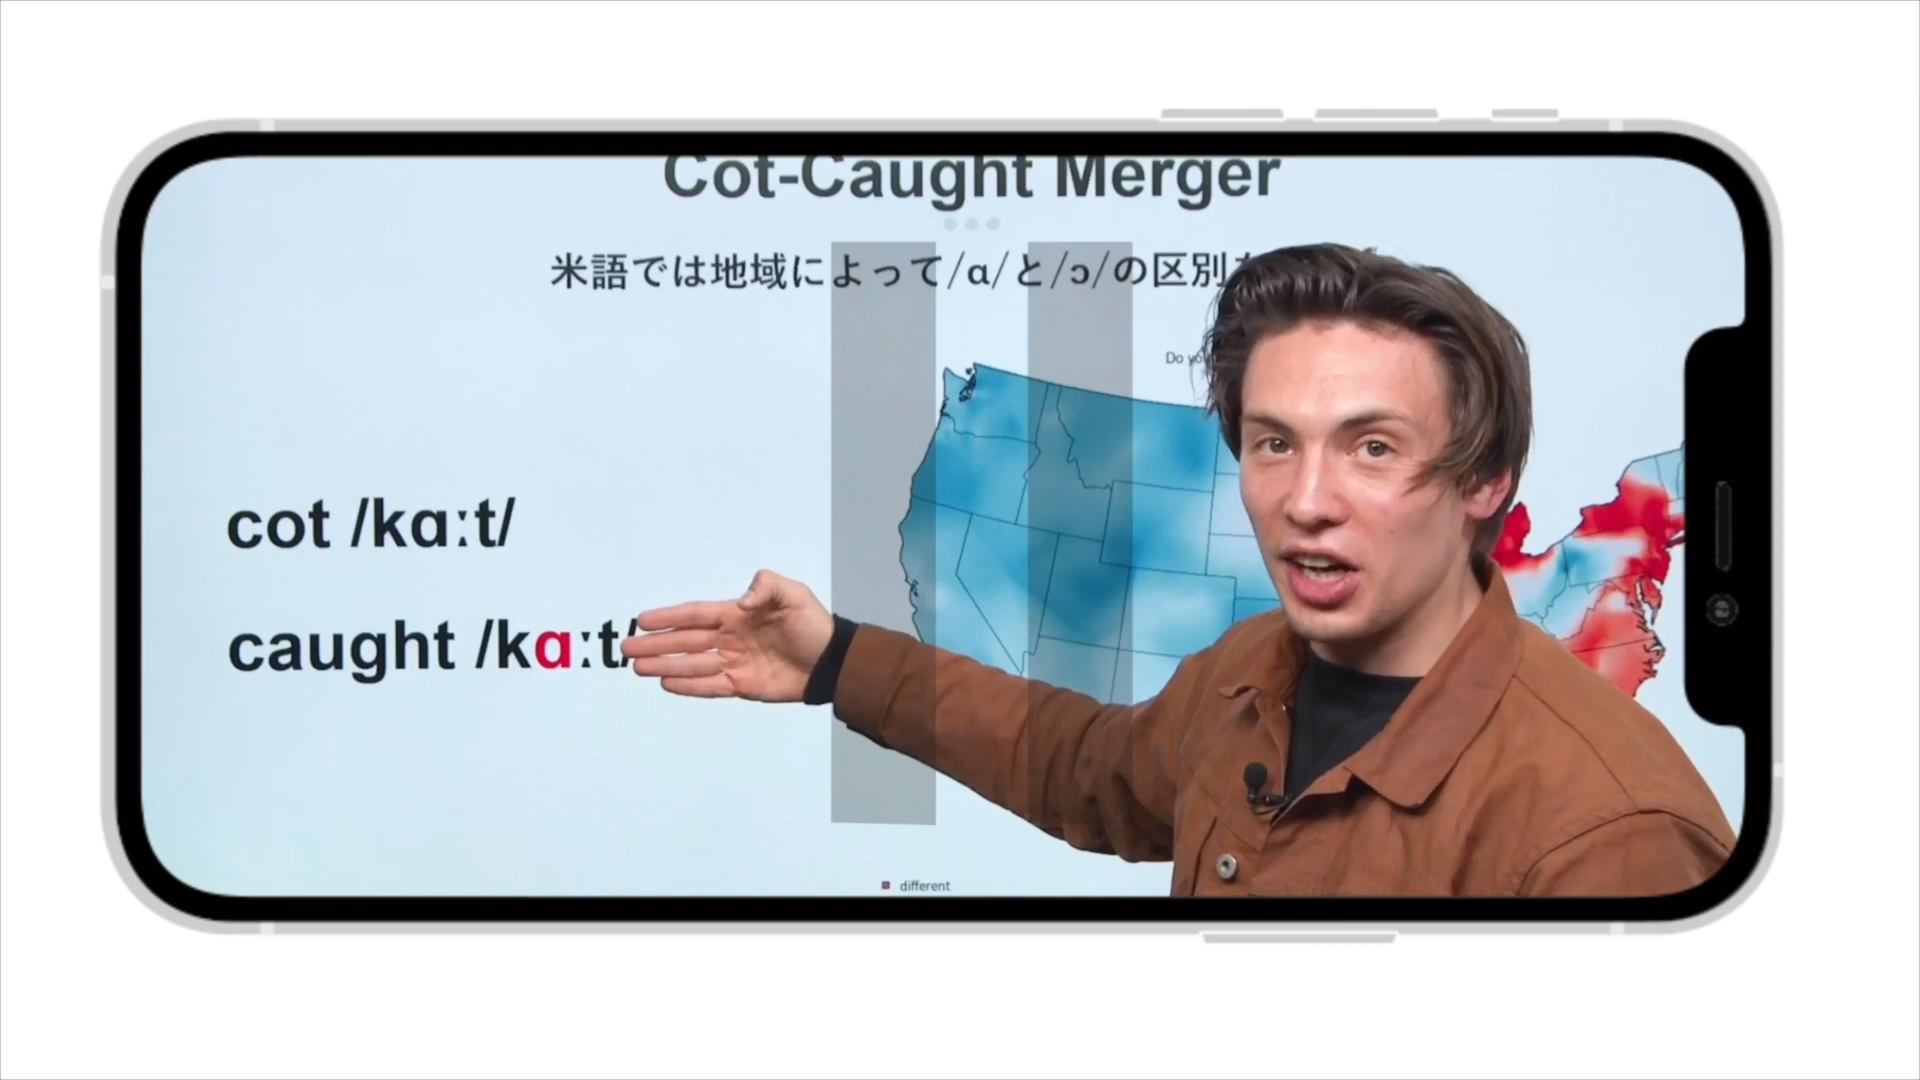 Cot-Caught Merger
米語では地域によって/ɑ/と/ɔ/の区別
Do
cot /kɑːt/
caught /kɑːt/
different